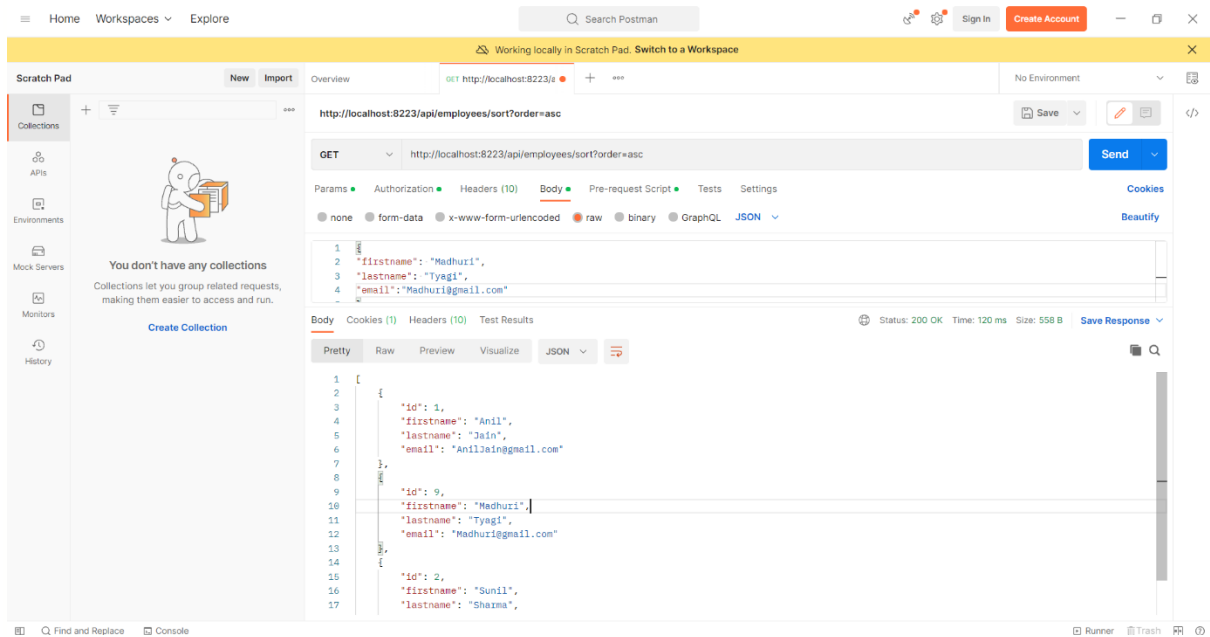 Home Workspaces Explore Search Postman Sign In Create Account
Working locally in Scratch Pad. Switch to a Workspace
Scratch Pad New Import Overview GET http://localhost:8223/a No Environment
Collections
APIs
Environments
Mock Servers
Monitors
History
You don't have any collections
Collections let you group related requests,
making them easier to access and run.
Create Collection
http://localhost:8223/api/employees/sort?order=asc Save
GET http://localhost:8223/api/employees/sort?order=asc Send
Params Authorization Headers (10) Body Pre-request Script Tests Settings Cookies
none form-data x-www-form-urlencoded raw binary GraphQL JSON Beautify
1 {
2 "firstname": "Madhuri",
3 "lastname": "Tyagi",
4 "email":"Madhuri@gmail.com"
Body Cookies (1) Headers (10) Test Results Status: 200 OK Time: 120 ms Size: 558 B Save Response
Pretty Raw Preview Visualize JSON
1 [
2 {
3 "id": 1,
4 "firstname": "Anil",
5 "lastname": "Jain",
6 "email": "AnilJain@gmail.com"
7 },
8 {
9 "id": 9,
10 "firstname": "Madhuri",
11 "lastname": "Tyagi",
12 "email": "Madhuri@gmail.com"
13 },
14 {
15 "id": 2,
16 "firstname": "Sunil",
17 "lastname": "Sharma",
Find and Replace Console Runner Trash